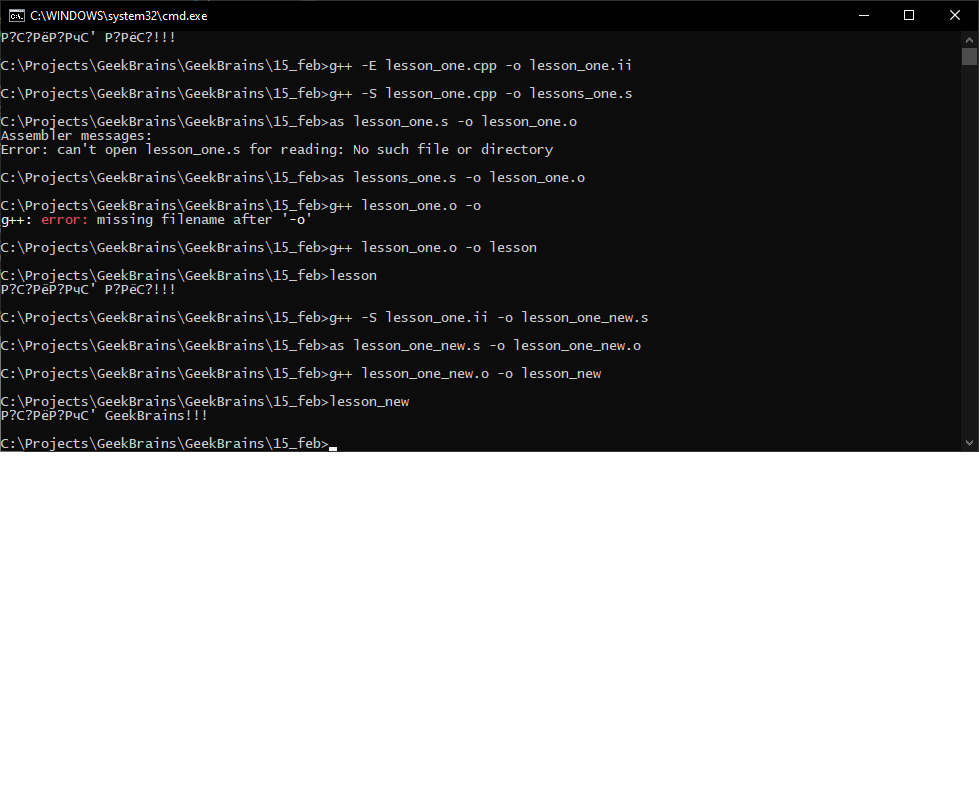 C:\WINDOWS\system32\cmd.exe
Р?С?РёР?РчС' Р?РёС?!!!
C:\Projects\GeekBrains\GeekBrains\15_feb>g++ -E lesson_one.cpp -o lesson_one.ii
C:\Projects\GeekBrains\GeekBrains\15_feb>g++ -S lesson_one.cpp -o lessons_one.s
C:\Projects\GeekBrains\GeekBrains\15_feb>as lesson_one.s -o lesson_one.o
Assembler messages:
Error: can't open lesson_one.s for reading: No such file or directory
C:\Projects\GeekBrains\GeekBrains\15_feb>as lessons_one.s -o lesson_one.o
C:\Projects\GeekBrains\GeekBrains\15_feb>g++ lesson_one.o -o
g++: error: missing filename after '-o'
C:\Projects\GeekBrains\GeekBrains\15_feb>g++ lesson_one.o -o lesson
C:\Projects\GeekBrains\GeekBrains\15_feb>lesson
Р?С?РёР?РчС' Р?РёС?!!!
C:\Projects\GeekBrains\GeekBrains\15_feb>g++ -S lesson_one.ii -o lesson_one_new.s
C:\Projects\GeekBrains\GeekBrains\15_feb>as lesson_one_new.s -o lesson_one_new.o
C:\Projects\GeekBrains\GeekBrains\15_feb>g++ lesson_one_new.o -o lesson_new
C:\Projects\GeekBrains\GeekBrains\15_feb>lesson_new
Р?С?РёР?РчС' GeekBrains!!!
C:\Projects\GeekBrains\GeekBrains\15_feb>